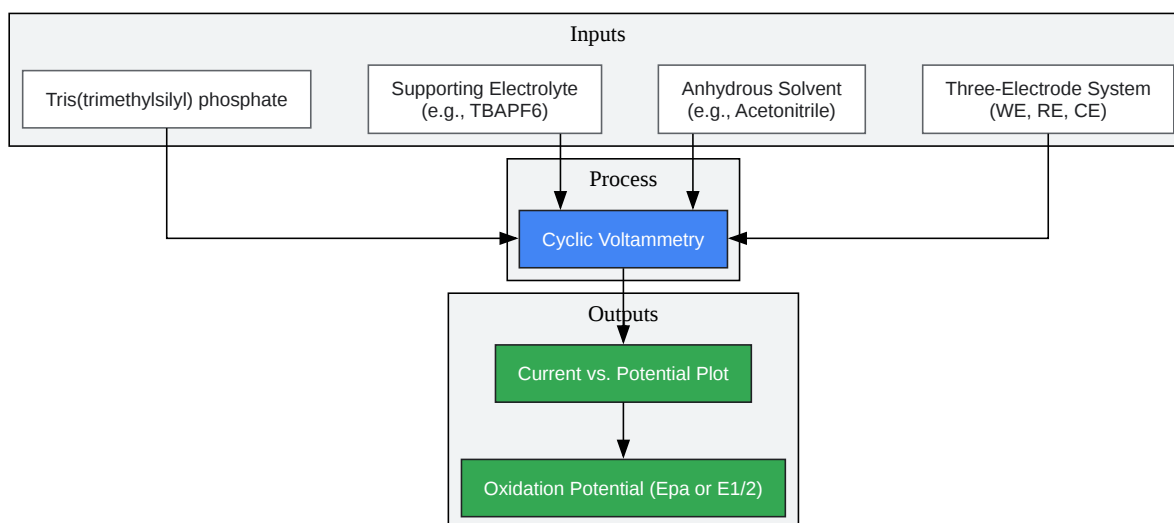 Inputs
Tris(trimethylsilyl) phosphate
Supporting Electrolyte
(e.g., TBAPF6)
Anhydrous Solvent
(e.g., Acetonitrile)
Three-Electrode System
(WE, RE, CE)
Process
Cyclic Voltammetry
Outputs
Current vs. Potential Plot
Oxidation Potential (Epa or E1/2)